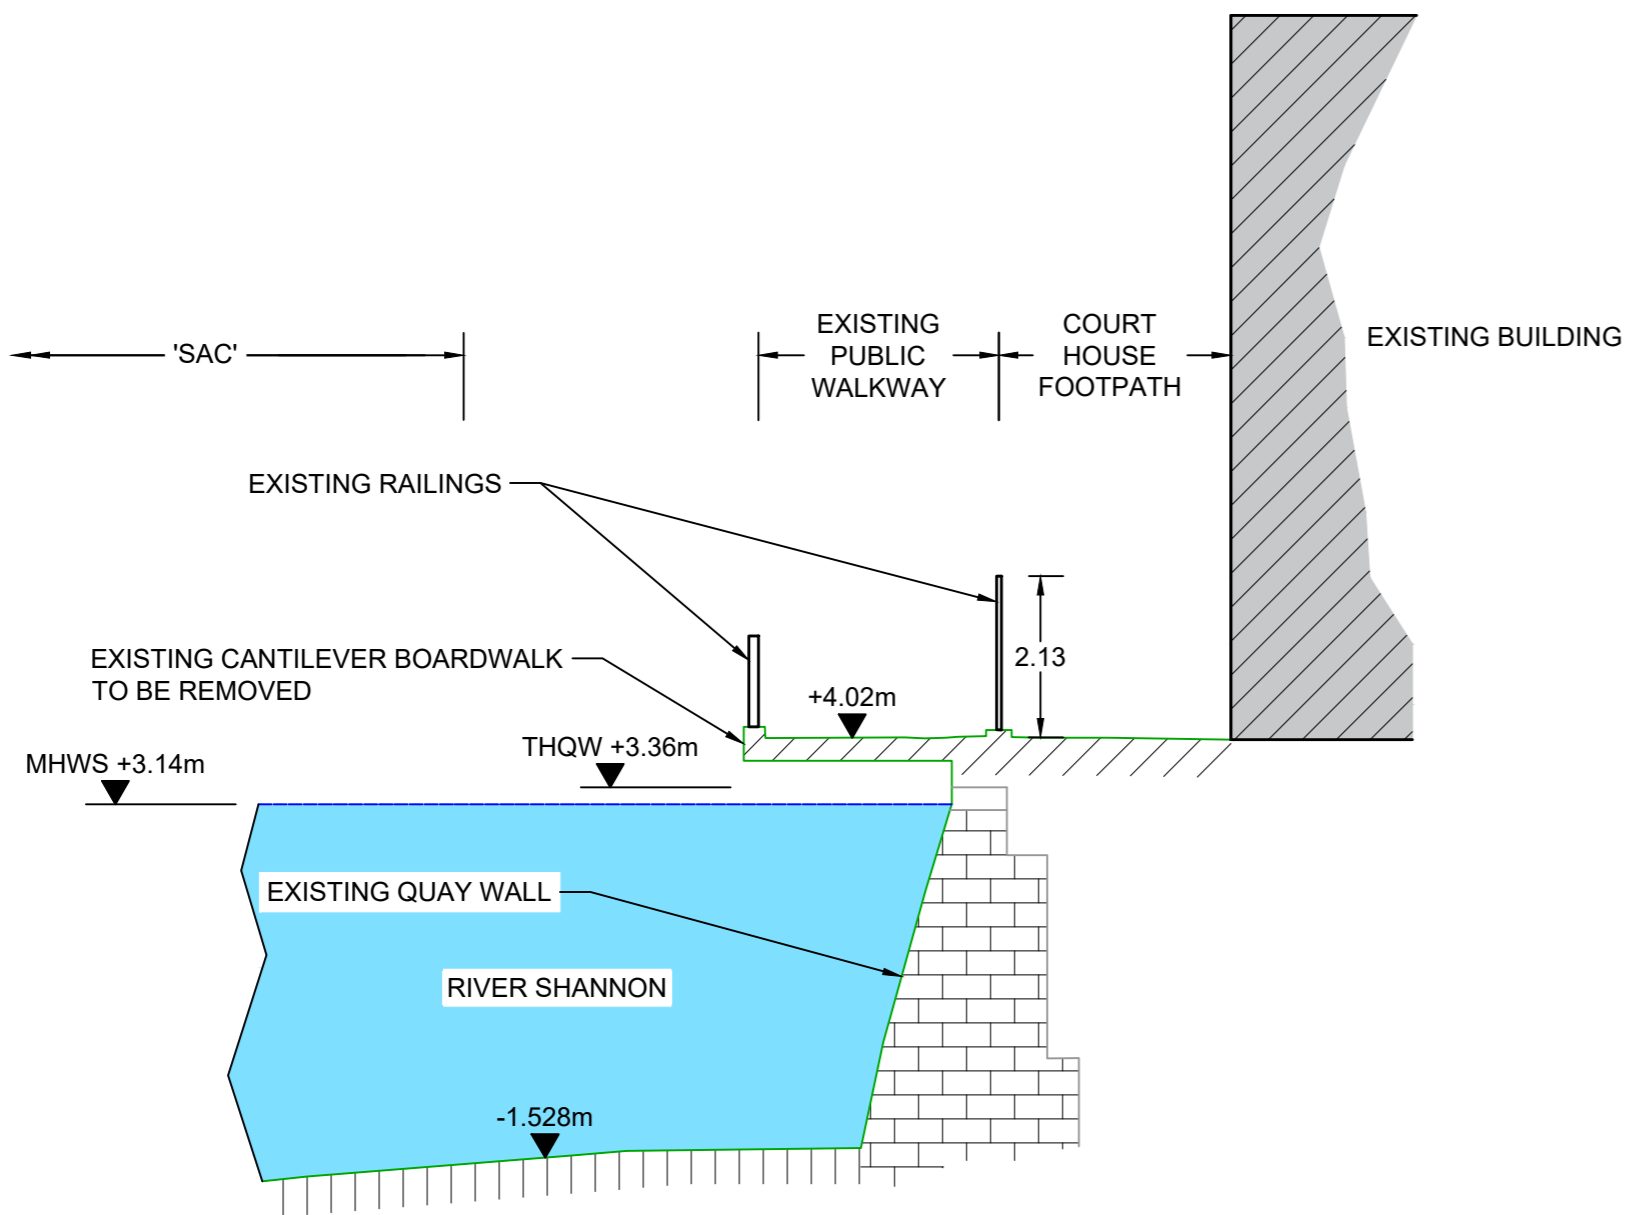 EXISTING
PUBLIC
WALKWAY
COURT
HOUSE
FOOTPATH
EXISTING BUILDING
'SAC'
EXISTING RAILINGS
2.13
EXISTING CANTILEVER BOARDWALK
TO BE REMOVED
+4.02m
THQW +3.36m
MHWS +3.14m
EXISTING QUAY WALL
RIVER SHANNON
-1.528m